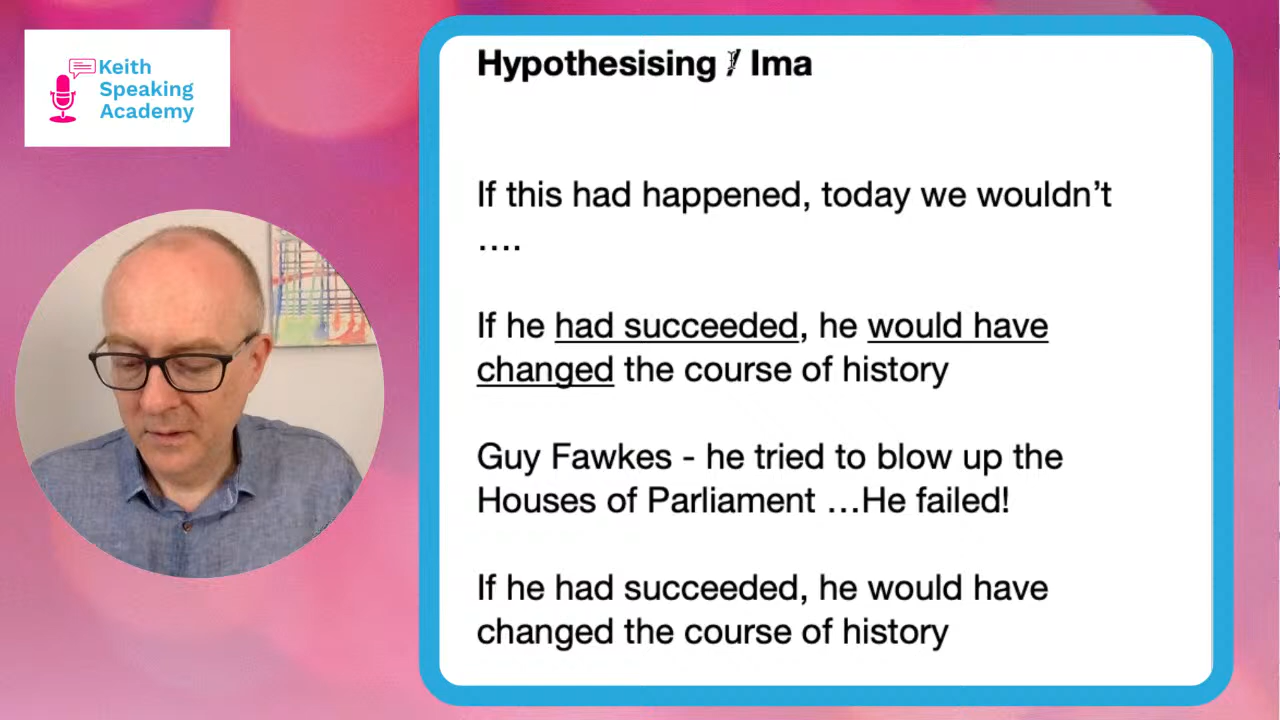 Keith
Speaking
Academy
Hypothesising / Ima
If this had happened, today we wouldn’t
….
If he had succeeded, he would have
changed the course of history
Guy Fawkes - he tried to blow up the
Houses of Parliament …He failed!
If he had succeeded, he would have
changed the course of history